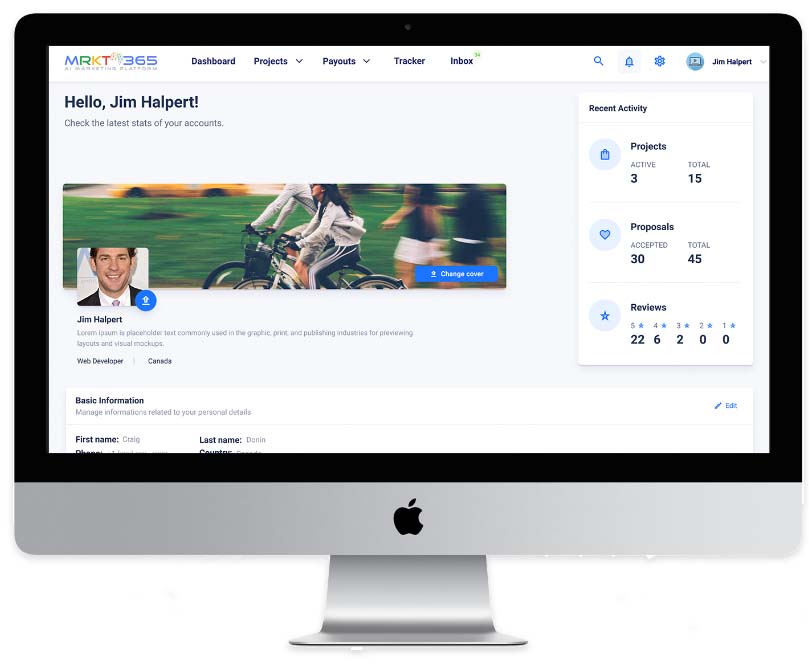 MRKT 365
AI MARKETING PLATFORM
Dashboard
Projects
Payouts
Tracker
Inbox
Jim Halpert
Hello, Jim Halpert!
Check the latest stats of your accounts.
Change cover
Jim Halpert
Lorem ipsum is placeholder text commonly used in the graphic, print, and publishing industries for previewing
layouts and visual mockups.
Web Developer | Canada
Basic Information
Manage informations related to your personal details
Edit
First name: Craig
Last name: Donin
Phone:
Country: Canada
Recent Activity
Projects
ACTIVE TOTAL
3 15
Proposals
ACCEPTED TOTAL
30 45
Reviews
5 4 3 2 1
22 6 2 0 0